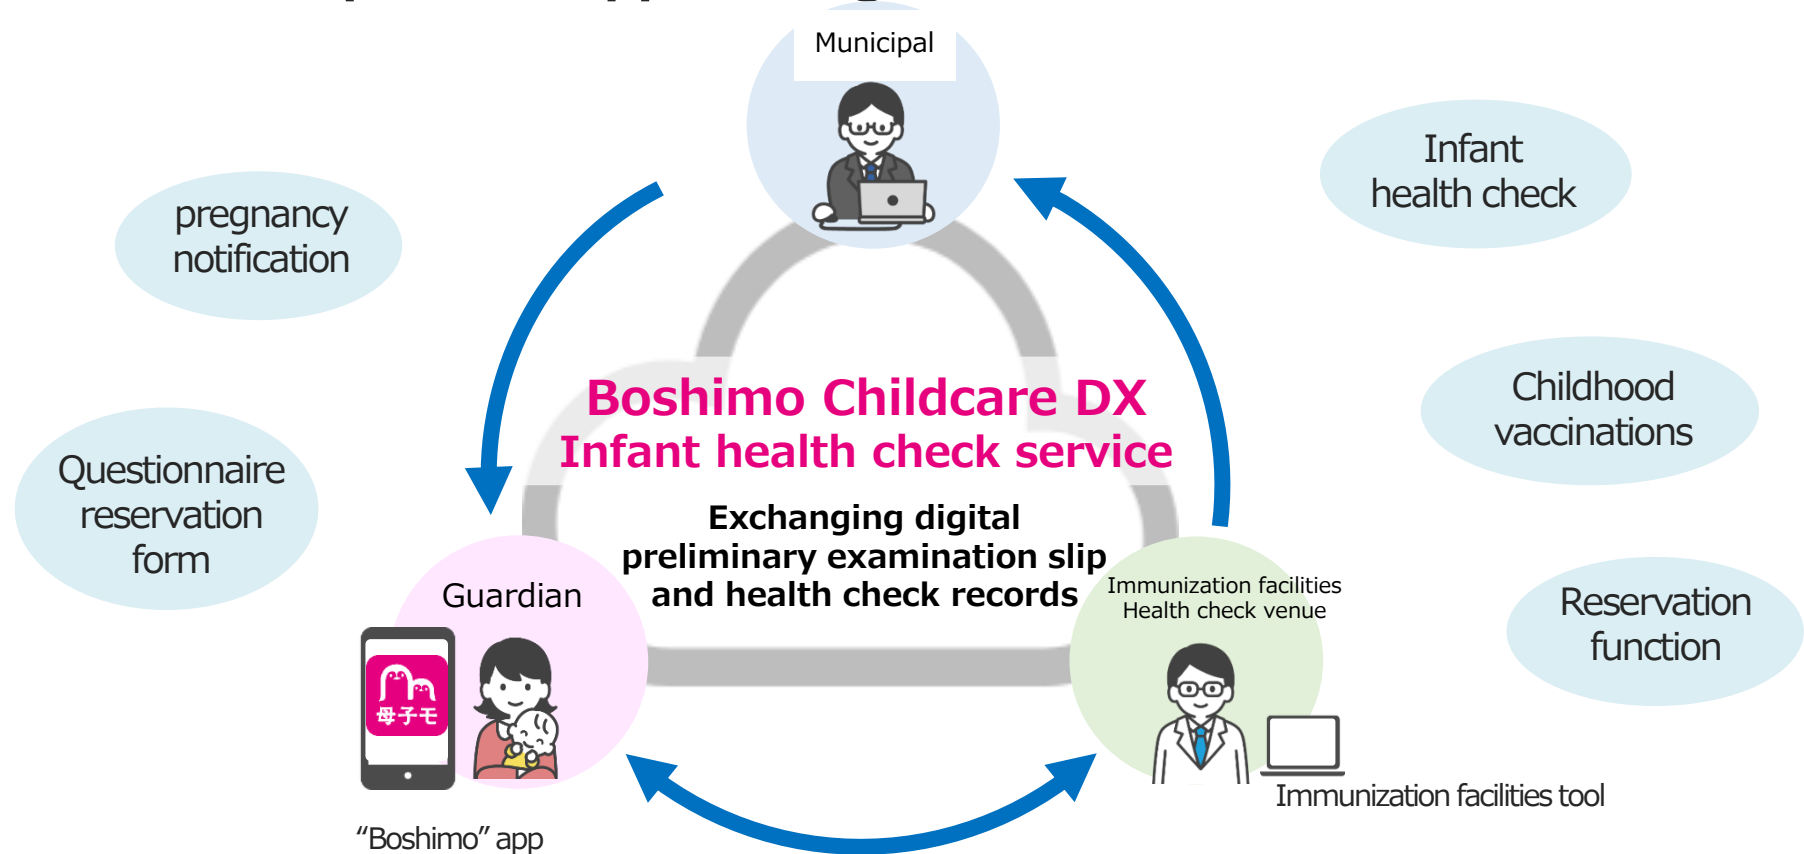 Municipal
Infant
health check
pregnancy
notification
Childhood
vaccinations
Boshimo Childcare DX
Infant health check service
Questionnaire
reservation
form
Exchanging digital
preliminary examination slip
and health check records
Guardian
Immunization facilities
Health check venue
Reservation
function
母子モ
Immunization facilities tool
“Boshimo” app